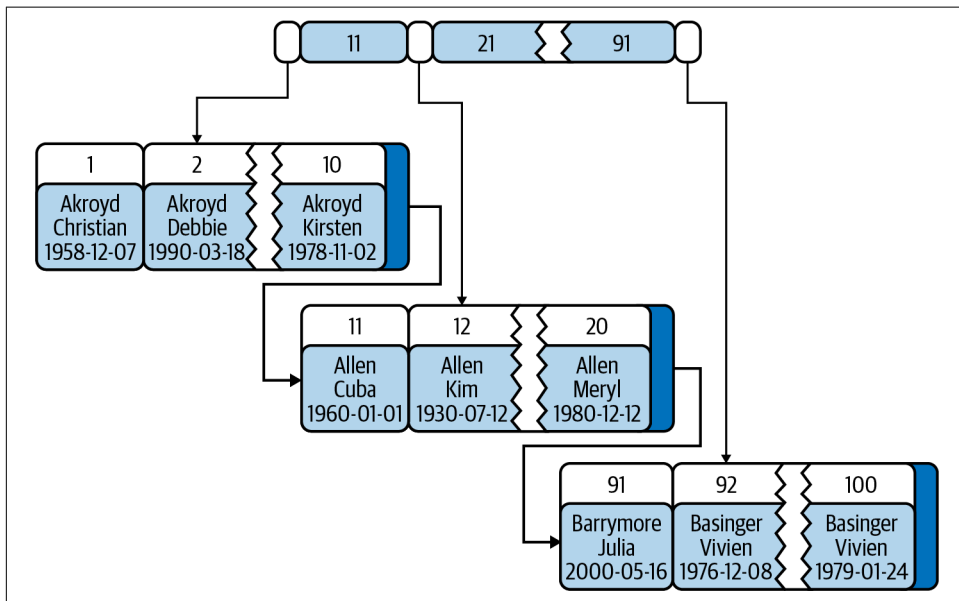 11 21 91
1 2 10
Akroyd Akroyd Akroyd
Christian Debbie Kirsten
1958-12-07 1990-03-18 1978-11-02
11 12 20
Allen Allen Allen
Cuba Kim Meryl
1960-01-01 1930-07-12 1980-12-12
91 92 100
Barrymore Basinger Basinger
Julia Vivien Vivien
2000-05-16 1976-12-08 1979-01-24